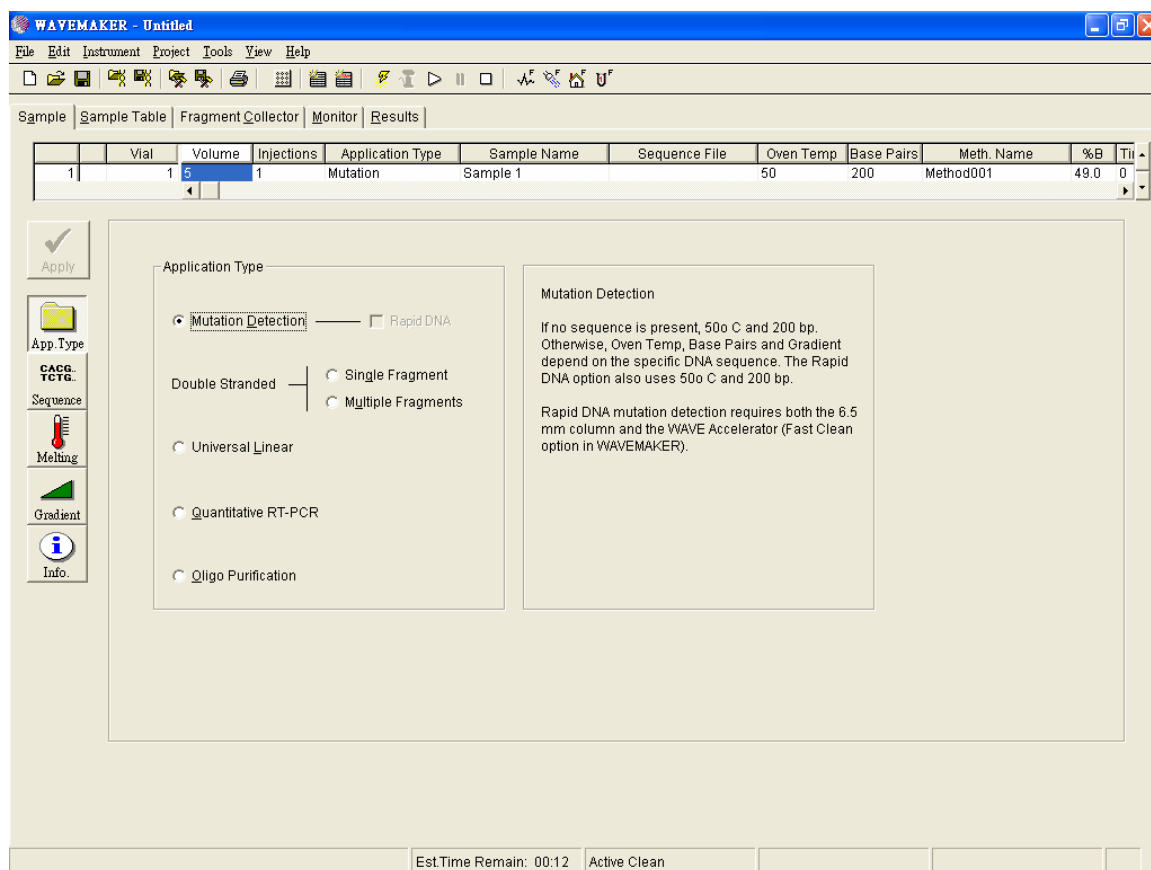 WAVEMAKER - Untitled
File Edit Instrument Project Tools View Help
Sample Sample Table Fragment Collector Monitor Results
Vial Volume Injections Application Type Sample Name Sequence File Oven Temp Base Pairs Meth. Name %B
1 1 5 1 Mutation Sample 1 50 200 Method001 49.0 0
Apply
App.Type
CACG..
TCTG..
Sequence
Melting
Gradient
Info.
Application Type
Mutation Detection Rapid DNA
Double Stranded
Single Fragment
Multiple Fragments
Universal Linear
Quantitative RT-PCR
Oligo Purification
Mutation Detection
If no sequence is present, 50o C and 200 bp.
Otherwise, Oven Temp, Base Pairs and Gradient
depend on the specific DNA sequence. The Rapid
DNA option also uses 50o C and 200 bp.
Rapid DNA mutation detection requires both the 6.5
mm column and the WAVE Accelerator (Fast Clean
option in WAVEMAKER).
Est.Time Remain: 00:12 Active Clean